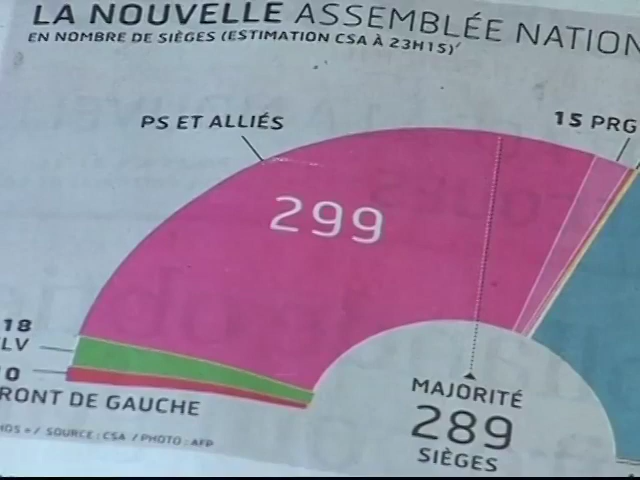 LA NOUVELLE ASSEMBLÉE NATION
EN NOMBRE DE SIÈGES (ESTIMATION CSA À 23H15)
PS ET ALLIÉS
15 PRG
299
18
LV
0
RONT DE GAUCHE
MAJORITÉ
289
SIÈGES
/ SOURCE : CSA / PHOTO : AFP